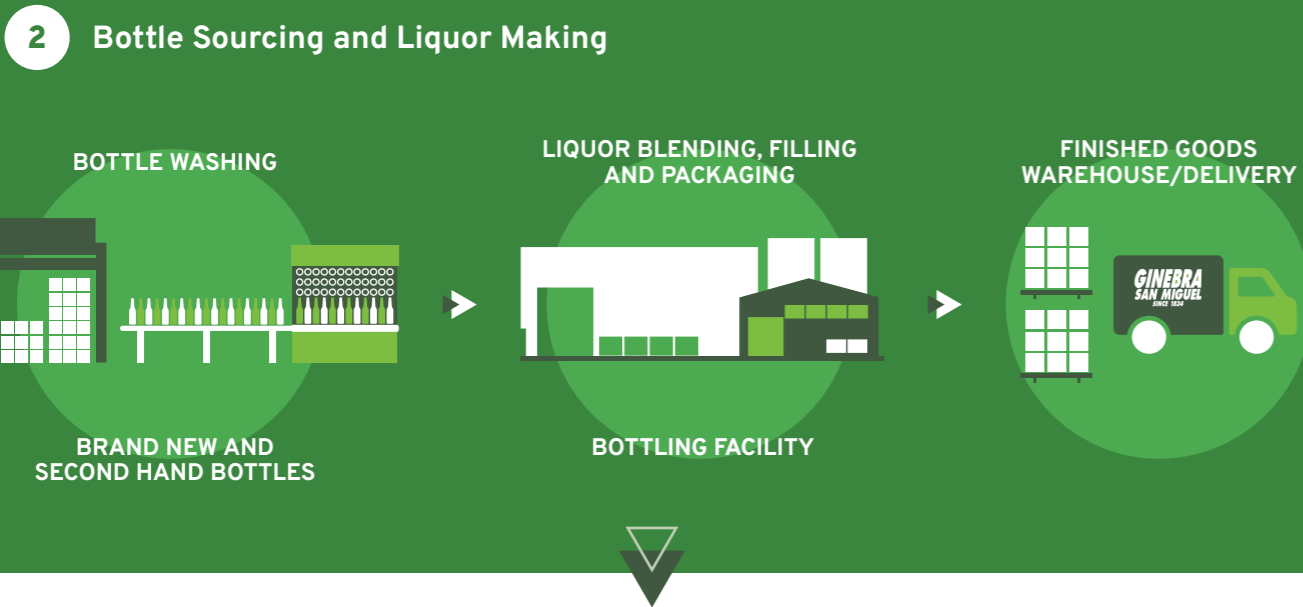 2 Bottle Sourcing and Liquor Making
BOTTLE WASHING
LIQUOR BLENDING, FILLING
AND PACKAGING
FINISHED GOODS
WAREHOUSE/DELIVERY
GINEBRA
SAN MIGUEL
SINCE 1834
BRAND NEW AND
SECOND HAND BOTTLES
BOTTLING FACILITY